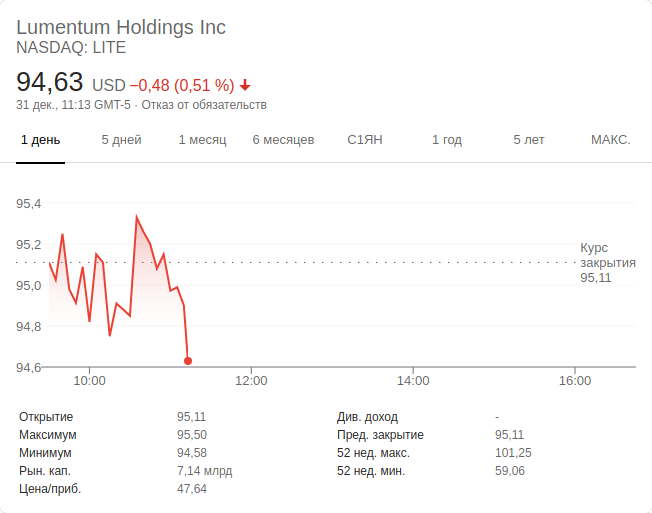 Lumentum Holdings Inc
NASDAQ: LITE
94,63 USD −0,48 (0,51 %)
31 дек., 11:13 GMT-5 · Отказ от обязательств
1 день 5 дней 1 месяц 6 месяцев С1ЯН 1 год 5 лет МАКС.
95,4
95,2
95,0
94,8
94,6
Курс
закрытия
95,11
10:00 12:00 14:00 16:00
Открытие 95,11 Див. доход -
Максимум 95,50 Пред. закрытие 95,11
Минимум 94,58 52 нед. макс. 101,25
Рын. кап. 7,14 млрд 52 нед. мин. 59,06
Цена/приб. 47,64